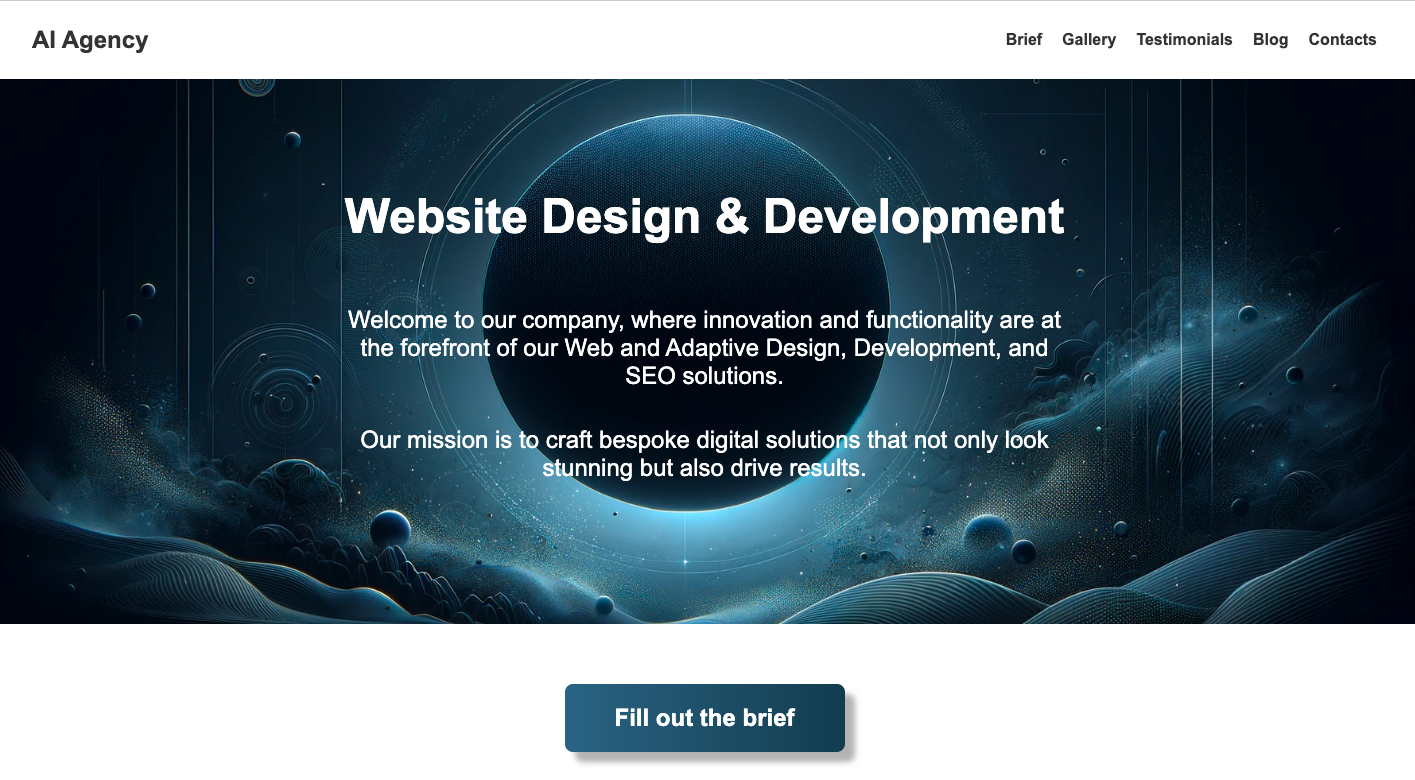 AI Agency
Brief Gallery Testimonials Blog Contacts
Website Design & Development
Welcome to our company, where innovation and functionality are at
the forefront of our Web and Adaptive Design, Development, and
SEO solutions.
Our mission is to craft bespoke digital solutions that not only look
stunning but also drive results.
Fill out the brief